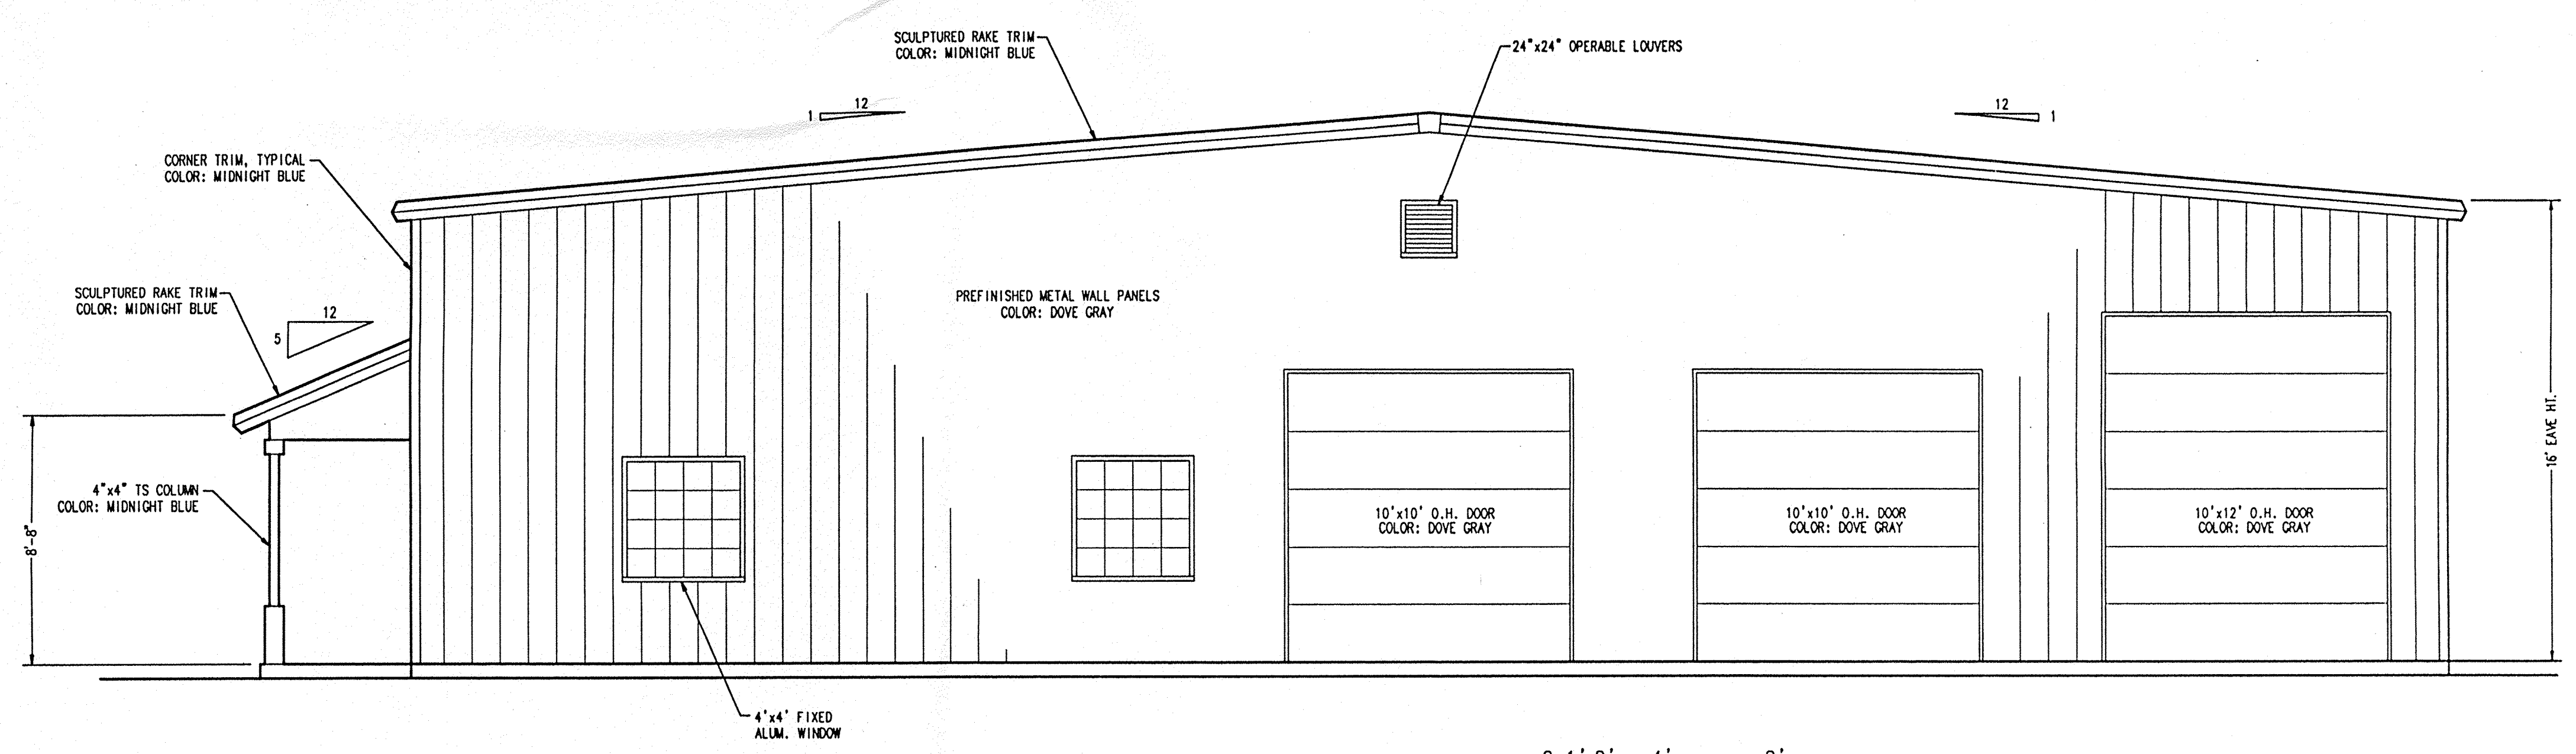 SCULPTURED RAKE TRIM
COLOR: MIDNIGHT BLUE
24"x24" OPERABLE LOUVERS
12
1
12
1
CORNER TRIM, TYPICAL
COLOR: MIDNIGHT BLUE
SCULPTURED RAKE TRIM
COLOR: MIDNIGHT BLUE
12
5
PREFINISHED METAL WALL PANELS
COLOR: DOVE GRAY
16' EAVE HT.
4"x4" TS COLUMN
COLOR: MIDNIGHT BLUE
8'-8"
10'x10' O.H. DOOR
COLOR: DOVE GRAY
10'x10' O.H. DOOR
COLOR: DOVE GRAY
10'x12' O.H. DOOR
COLOR: DOVE GRAY
4'x4' FIXED
ALUM. WINDOW